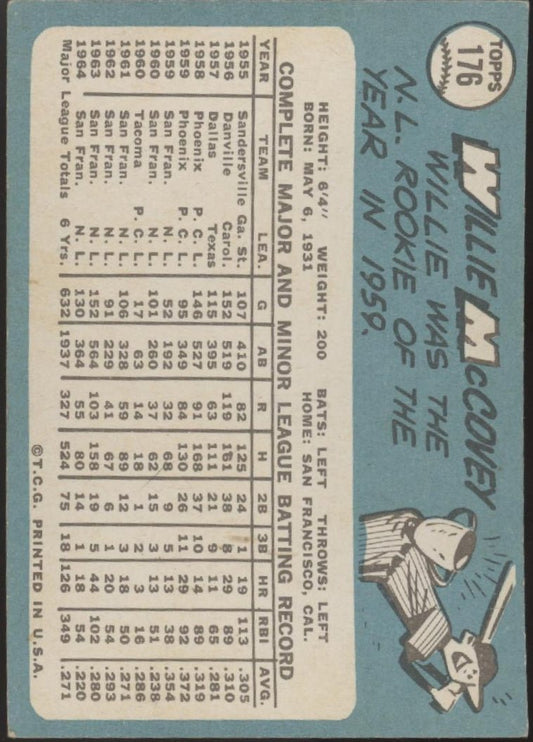 TOPPS
176
WILLIE McCOVEY
WILLIE WAS THE
N.L. ROOKIE OF THE
YEAR IN 1959.
HEIGHT: 6'4" WEIGHT: 200 BATS: LEFT THROWS: LEFT
BORN: MAY 6, 1931 HOME: SAN FRANCISCO, CAL.
COMPLETE MAJOR AND MINOR LEAGUE BATTING RECORD
YEAR TEAM LEA. G AB R H 2B 3B HR RBI AVG.
1955 Sandersville Ga. St. 107 410 82 125 24 1 19 113 .305
1956 Danville Carol. 152 519 119 161 38 8 29 89 .310
1957 Dallas Texas 115 395 63 111 21 9 11 65 .281
1958 Phoenix P. C. L. 146 527 91 168 37 10 14 89 .319
1959 Phoenix P. C. L. 95 349 84 130 26 11 29 92 .372
1959 San Fran. N. L. 52 192 32 68 9 5 13 38 .354
1960 San Fran. N. L. 101 260 37 62 15 3 13 51 .238
1960 Tacoma P. C. L. 17 63 14 18 1 2 3 16 .286
1961 San Fran. N. L. 106 328 59 89 12 3 18 50 .271
1962 San Fran. N. L. 91 229 41 67 6 1 20 54 .293
1963 San Fran. N. L. 152 564 103 158 19 5 44 102 .280
1964 San Fran. N. L. 130 364 55 80 14 1 18 54 .220
Major League Totals 6 Yrs. 632 1937 327 524 75 18 126 349 .271
©T.C.G. PRINTED IN U.S.A.